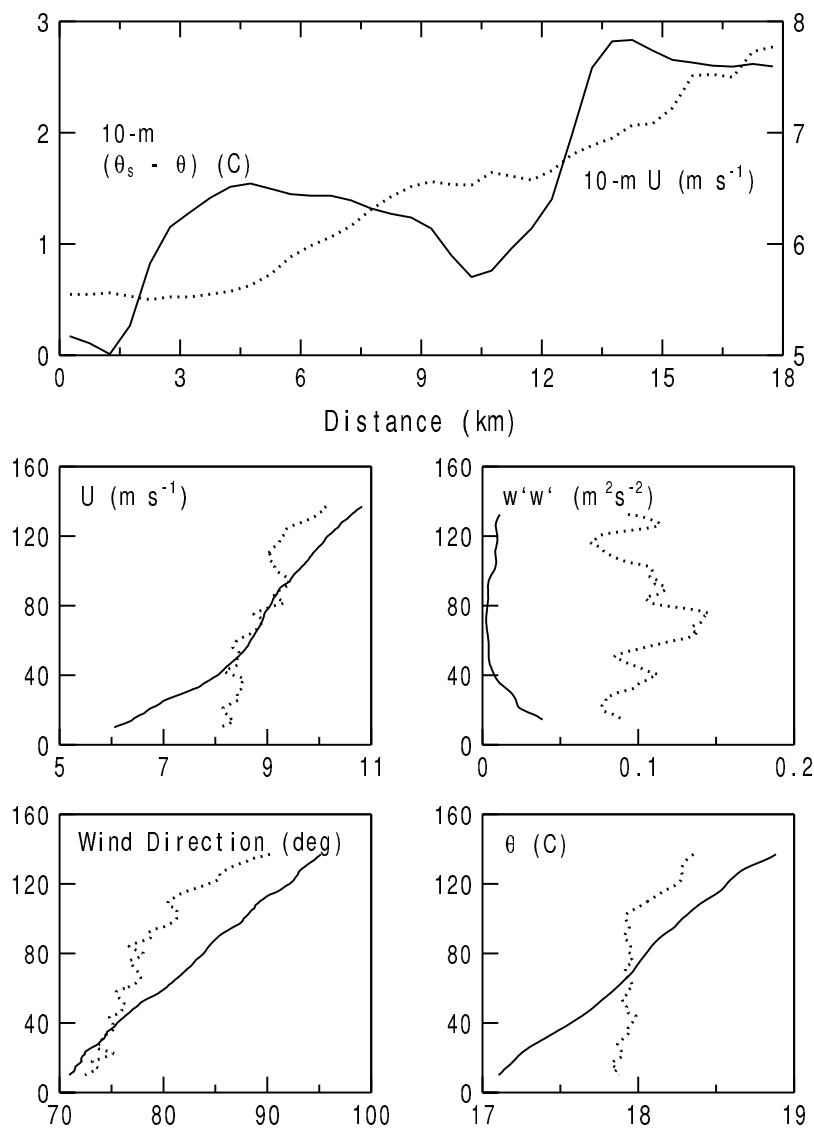 3
2
1
0
8
7
6
5
10-m
(θs - θ) (C)
10-m U (m s-1)
0 3 6 9 12 15 18
Distance (km)
160
120
80
40
0
U (m s-1)
5 7 9 11
160
120
80
40
0
w‘w‘ (m2s-2)
0 0.1 0.2
160
120
80
40
0
Wind Direction (deg)
70 80 90 100
160
120
80
40
0
θ (C)
17 18 19